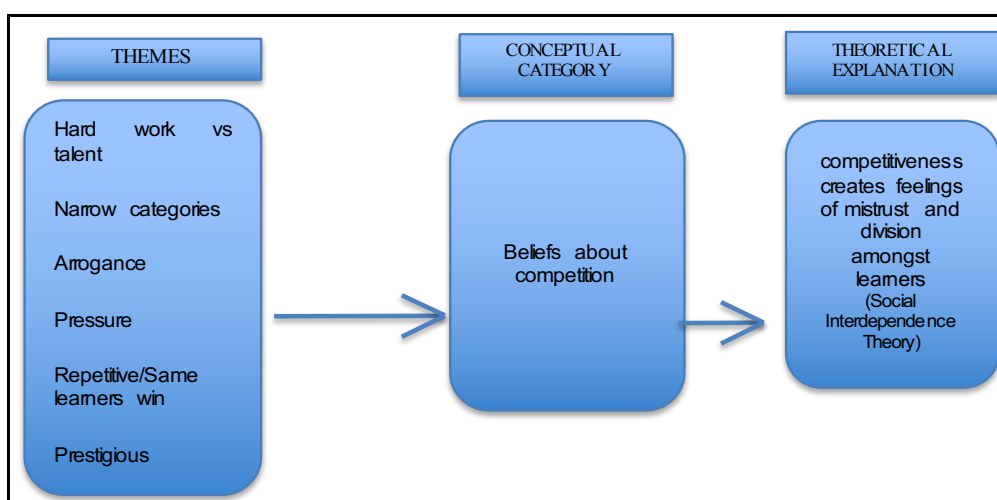 THEMES
Hard work vs
talent
Narrow categories
Arrogance
Pressure
Repetitive/Same
learners win
Prestigious
CONCEPTUAL
CATEGORY
Beliefs about
competition
THEORETICAL
EXPLANATION
competitiveness
creates feelings
of mistrust and
division
amongst
learners
(Social
Interdependence
Theory)